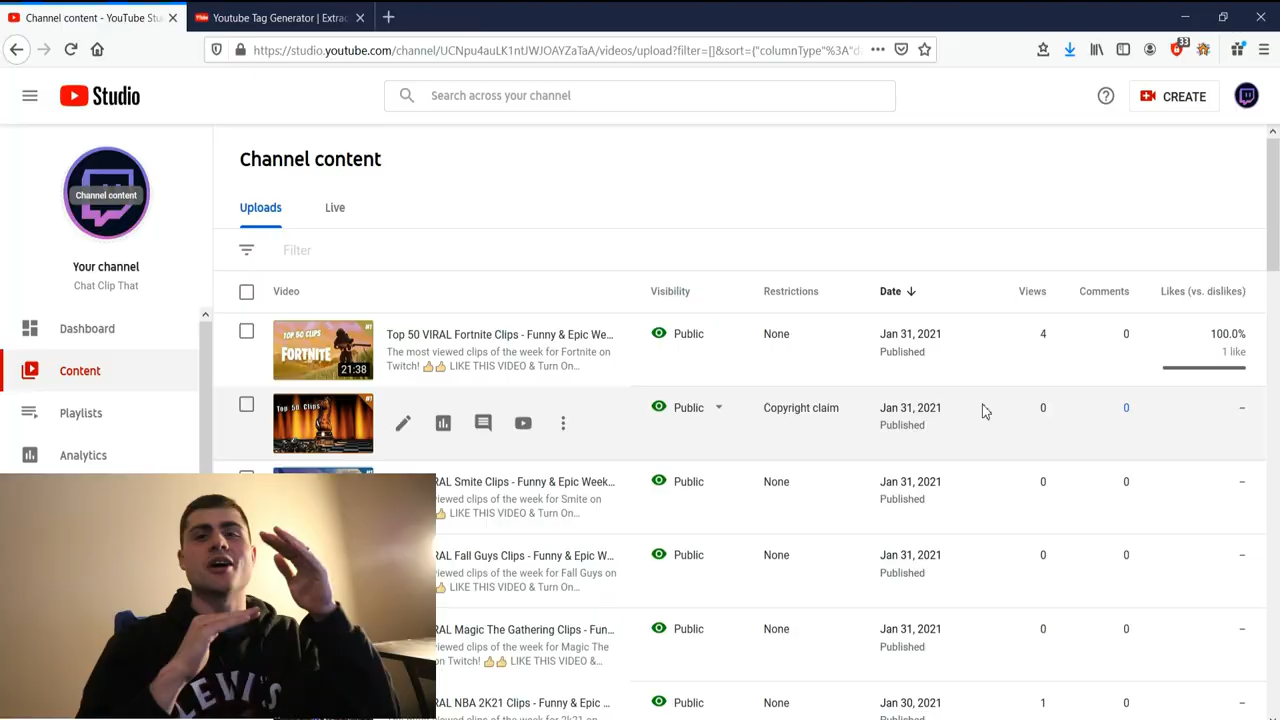 Channel content - YouTube Stu
Youtube Tag Generator | Extrac
https://studio.youtube.com/channel/UCNpu4auLK1ntUWJOAYZaTaA/videos/upload?filter=[]&sort={"columnType"%3A"d
33
Studio
Search across your channel
CREATE
Channel content
Your channel
Chat Clip That
Dashboard
Content
Playlists
Analytics
Channel content
Uploads
Live
Filter
Video
Visibility
Restrictions
Date
Views
Comments
Likes (vs. dislikes)
TOP 50 CLIPS
FORTNITE
#1
21:38
Top 50 VIRAL Fortnite Clips - Funny & Epic We...
The most viewed clips of the week for Fortnite on
Twitch! 👍👍 LIKE THIS VIDEO & Turn On...
Public
None
Jan 31, 2021
Published
4
0
100.0%
1 like
Top 50 Clips
#1
Public
Copyright claim
Jan 31, 2021
Published
0
0
–
RAL Smite Clips - Funny & Epic Week...
iewed clips of the week for Smite on
LIKE THIS VIDEO & Turn On...
Public
None
Jan 31, 2021
Published
0
0
–
RAL Fall Guys Clips - Funny & Epic W...
iewed clips of the week for Fall Guys on
LIKE THIS VIDEO & Turn On...
Public
None
Jan 31, 2021
Published
0
0
–
RAL Magic The Gathering Clips - Fun...
iewed clips of the week for Magic The
on Twitch! 👍👍 LIKE THIS VIDEO &...
Public
None
Jan 31, 2021
Published
0
0
–
RAL NBA 2K21 Clips - Funny & Epic ...
Public
None
Jan 30, 2021
1
0
–
LEVI'S